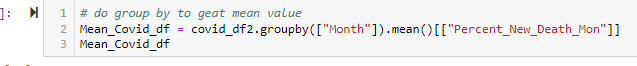 ]:
1 # do group by to geat mean value
2 Mean_Covid_df = covid_df2.groupby(["Month"]).mean()[["Percent_New_Death_Mon"]]
3 Mean_Covid_df